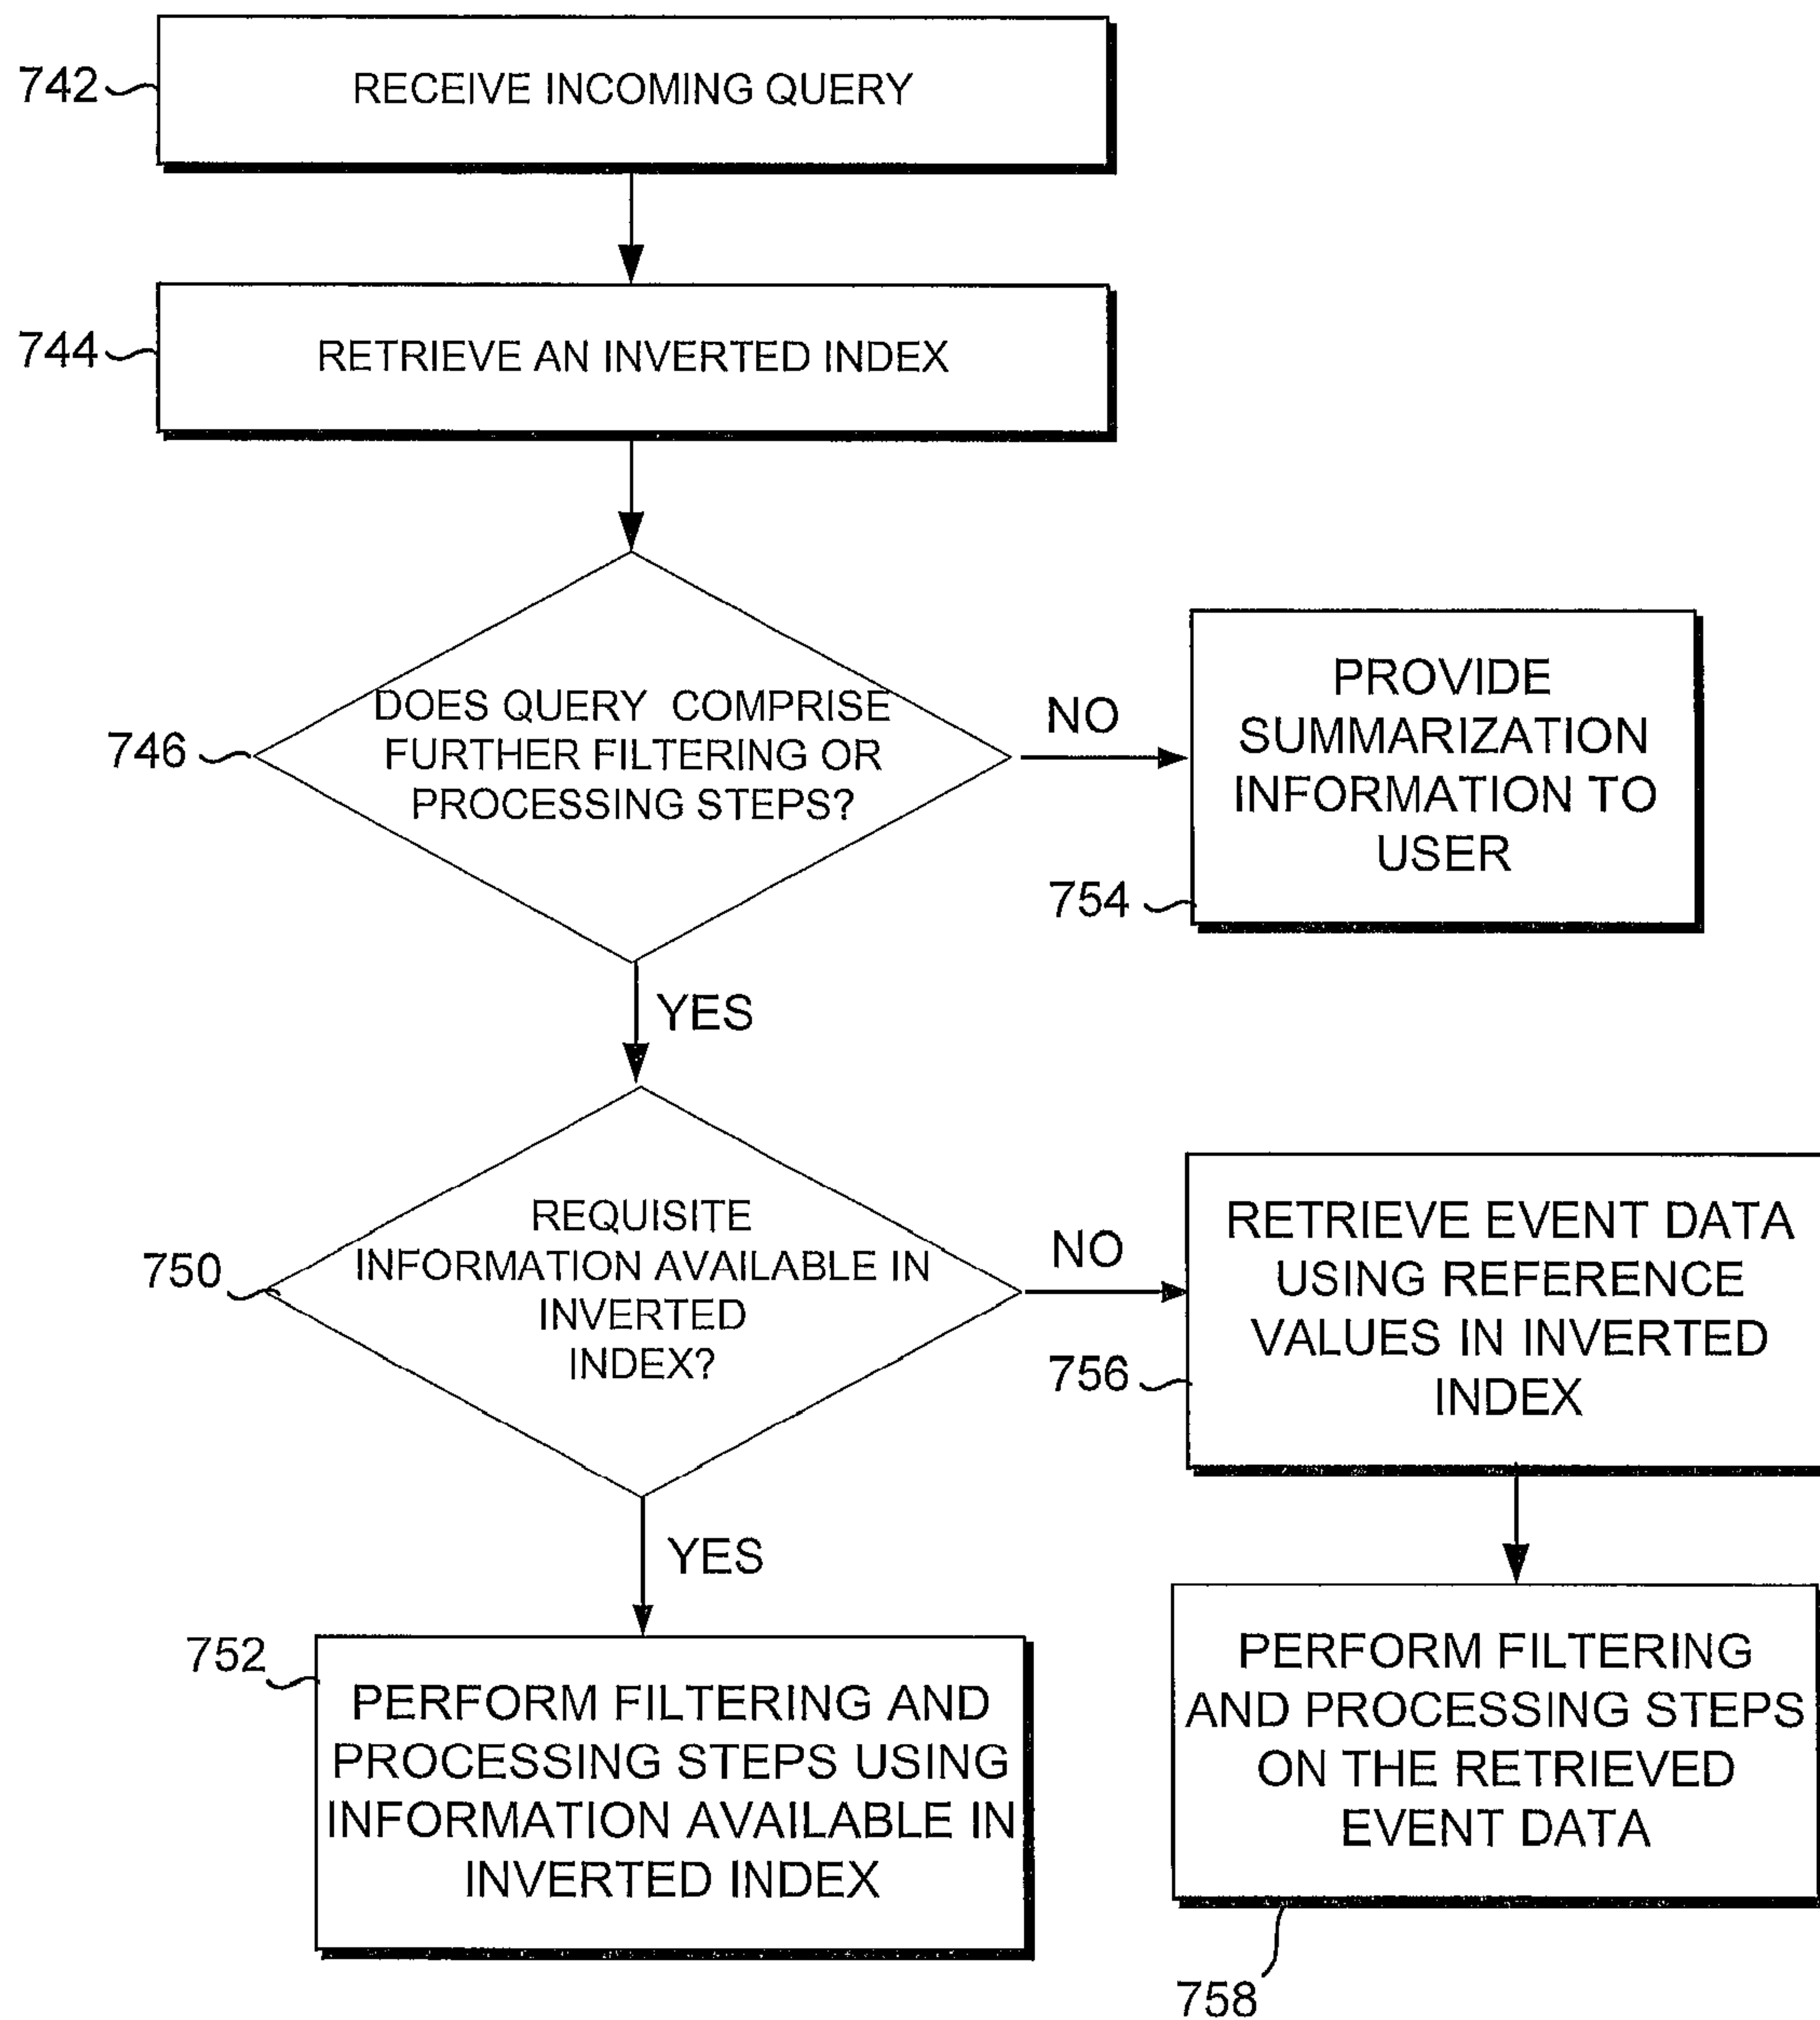 742
RECEIVE INCOMING QUERY
744
RETRIEVE AN INVERTED INDEX
746
DOES QUERY COMPRISE
FURTHER FILTERING OR
PROCESSING STEPS?
NO
PROVIDE
SUMMARIZATION
INFORMATION TO
USER
754
YES
750
REQUISITE
INFORMATION AVAILABLE IN
INVERTED
INDEX?
NO
RETRIEVE EVENT DATA
USING REFERENCE
VALUES IN INVERTED
INDEX
756
YES
752
PERFORM FILTERING AND
PROCESSING STEPS USING
INFORMATION AVAILABLE IN
INVERTED INDEX
PERFORM FILTERING
AND PROCESSING STEPS
ON THE RETRIEVED
EVENT DATA
758